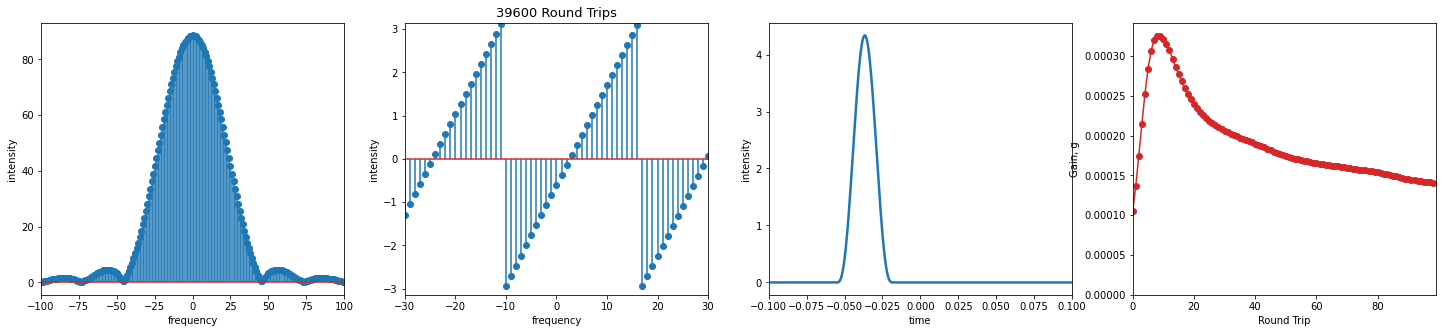 39600 Round Trips
intensity
80
60
40
20
0
−100 −75 −50 −25 0 25 50 75 100
frequency
intensity
3
2
1
0
−1
−2
−3
−30 −20 −10 0 10 20 30
frequency
intensity
4
3
2
1
0
−0.100 −0.075 −0.050 −0.025 0.000 0.025 0.050 0.075 0.100
time
Gain, g
0.00030
0.00025
0.00020
0.00015
0.00010
0.00005
0.00000
0 20 40 60 80
Round Trip